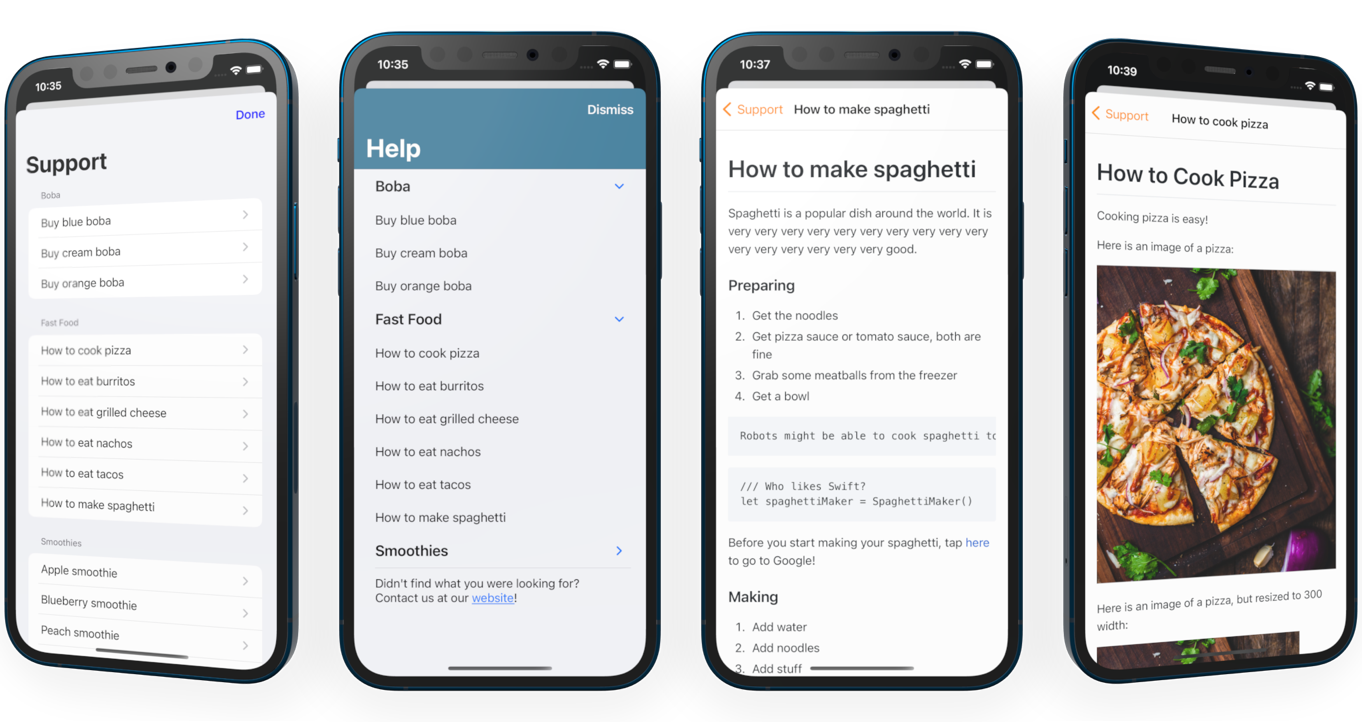 10:35
Done
Support
Boba
Buy blue boba
Buy cream boba
Buy orange boba
Fast Food
How to cook pizza
How to eat burritos
How to eat grilled cheese
How to eat nachos
How to eat tacos
How to make spaghetti
Smoothies
Apple smoothie
Blueberry smoothie
Peach smoothie
10:35
Dismiss
Help
Boba
Buy blue boba
Buy cream boba
Buy orange boba
Fast Food
How to cook pizza
How to eat burritos
How to eat grilled cheese
How to eat nachos
How to eat tacos
How to make spaghetti
Smoothies
Didn't find what you were looking for?
Contact us at our website!
10:37
Support How to make spaghetti
How to make spaghetti
Spaghetti is a popular dish around the world. It is
very very very very very very very very very very
very very very very very very good.
Preparing
1. Get the noodles
2. Get pizza sauce or tomato sauce, both are
fine
3. Grab some meatballs from the freezer
4. Get a bowl
Robots might be able to cook spaghetti
/// Who likes Swift?
let spaghettiMaker = SpaghettiMaker()
Before you start making your spaghetti, tap here
to go to Google!
Making
1. Add water
2. Add noodles
3. Add stuff
10:39
Support How to cook pizza
How to Cook Pizza
Cooking pizza is easy!
Here is an image of a pizza:
Here is an image of a pizza, but resized to 300
width: